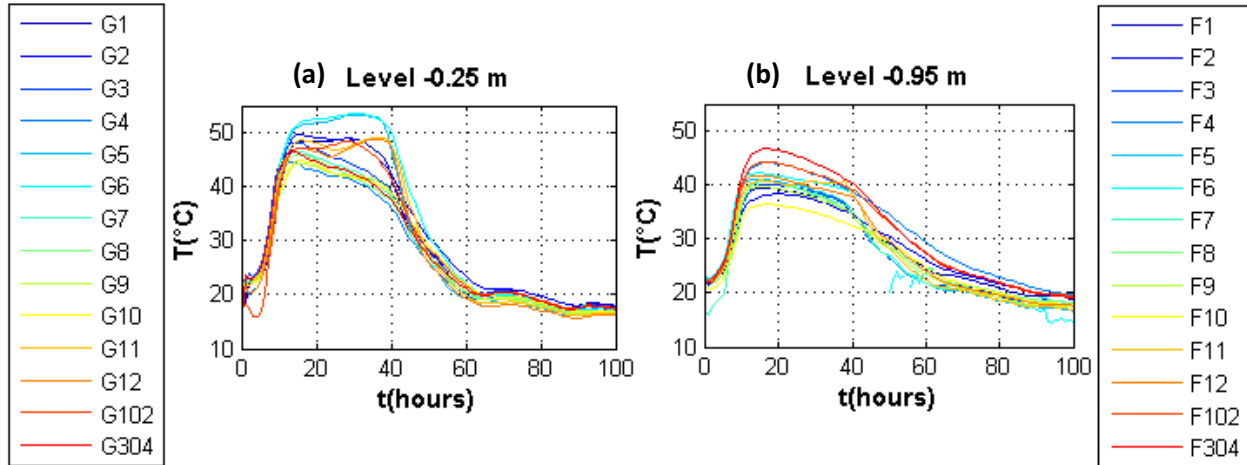 G1
G2
G3
G4
G5
G6
G7
G8
G9
G10
G11
G12
G102
G304
(a) Level -0.25 m
T(°C)
50
40
30
20
10
0 20 40 60 80 100
t(hours)
(b) Level -0.95 m
T(°C)
50
40
30
20
10
0 20 40 60 80 100
t(hours)
F1
F2
F3
F4
F5
F6
F7
F8
F9
F10
F11
F12
F102
F304